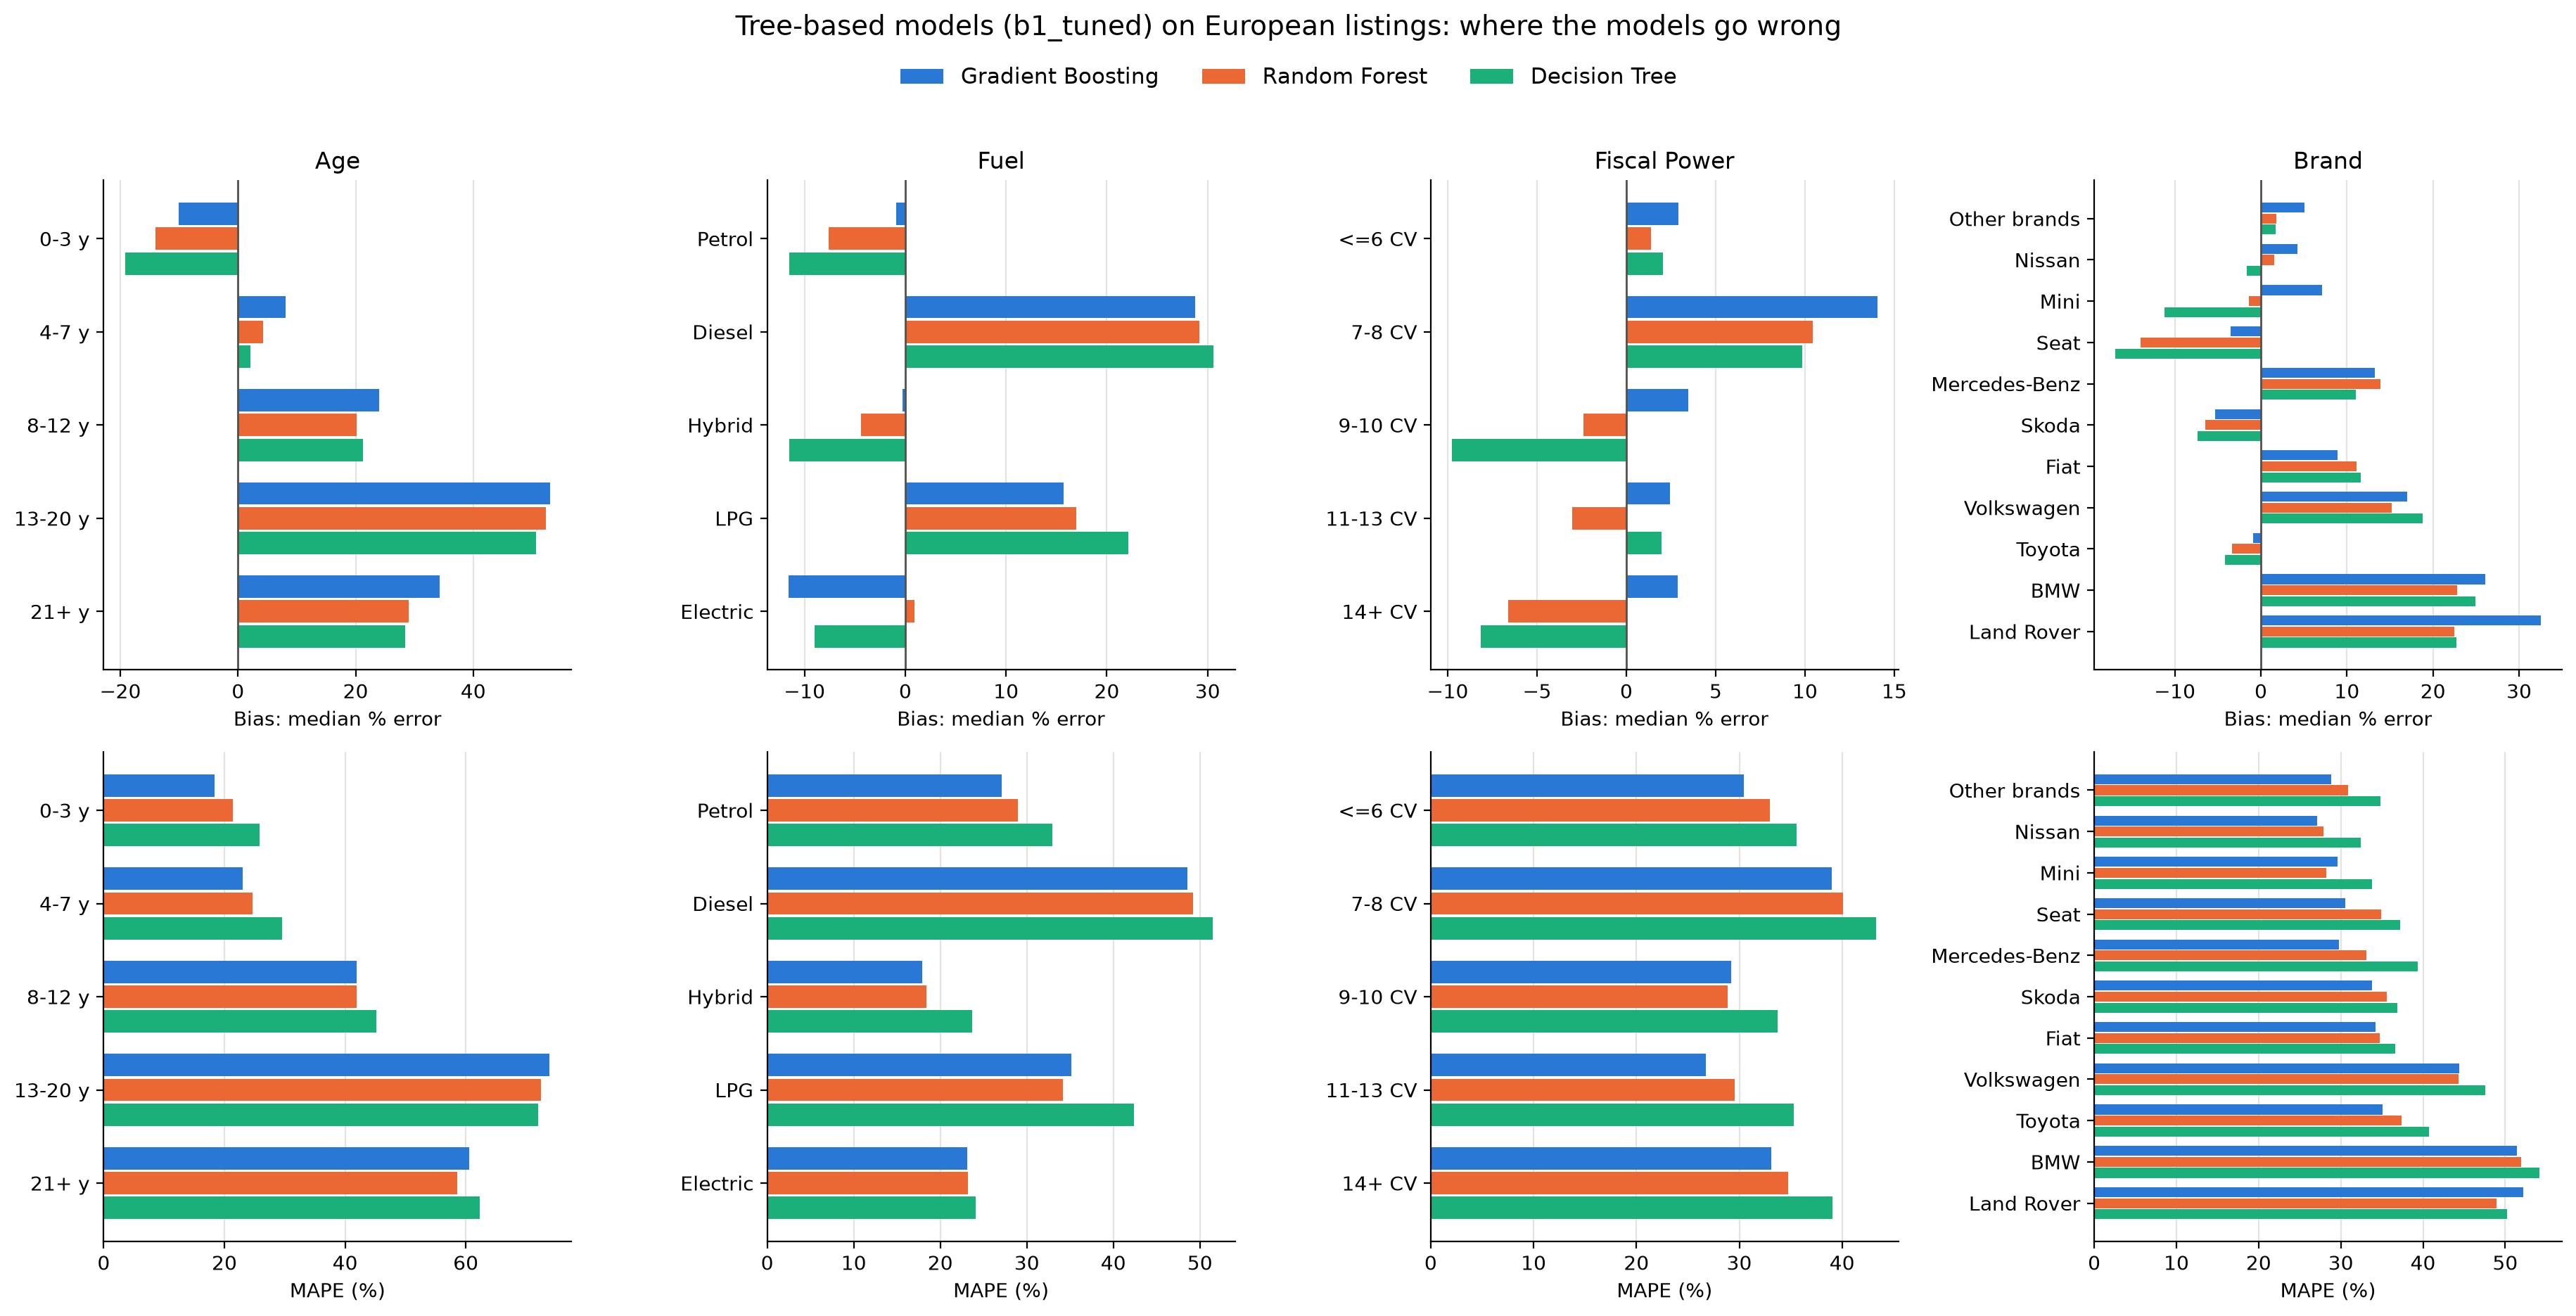 Tree-based models (b1_tuned) on European listings: where the models go wrong
Gradient Boosting
Random Forest
Decision Tree
Age
0-3 y
4-7 y
8-12 y
13-20 y
21+ y
−20 0 20 40
Bias: median % error
Fuel
Petrol
Diesel
Hybrid
LPG
Electric
−10 0 10 20 30
Bias: median % error
Fiscal Power
<=6 CV
7-8 CV
9-10 CV
11-13 CV
14+ CV
−10 −5 0 5 10 15
Bias: median % error
Brand
Other brands
Nissan
Mini
Seat
Mercedes-Benz
Skoda
Fiat
Volkswagen
Toyota
BMW
Land Rover
−10 0 10 20 30
Bias: median % error
0-3 y
4-7 y
8-12 y
13-20 y
21+ y
0 20 40 60
MAPE (%)
Petrol
Diesel
Hybrid
LPG
Electric
0 10 20 30 40 50
MAPE (%)
<=6 CV
7-8 CV
9-10 CV
11-13 CV
14+ CV
0 10 20 30 40
MAPE (%)
Other brands
Nissan
Mini
Seat
Mercedes-Benz
Skoda
Fiat
Volkswagen
Toyota
BMW
Land Rover
0 10 20 30 40 50
MAPE (%)